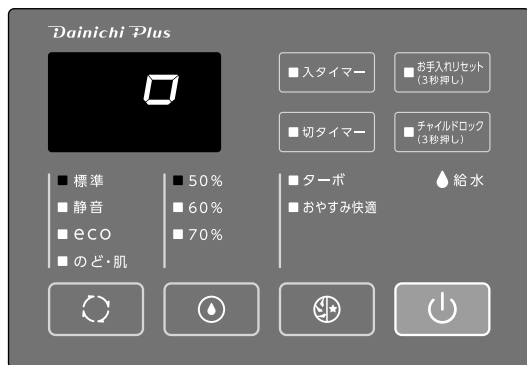 Dainichi Plus
0
入タイマー
お手入れリセット
(3秒押し)
切タイマー
チャイルドロック
(3秒押し)
標準
静音
eco
のど・肌
50%
60%
70%
ターボ
おやすみ快適
給水